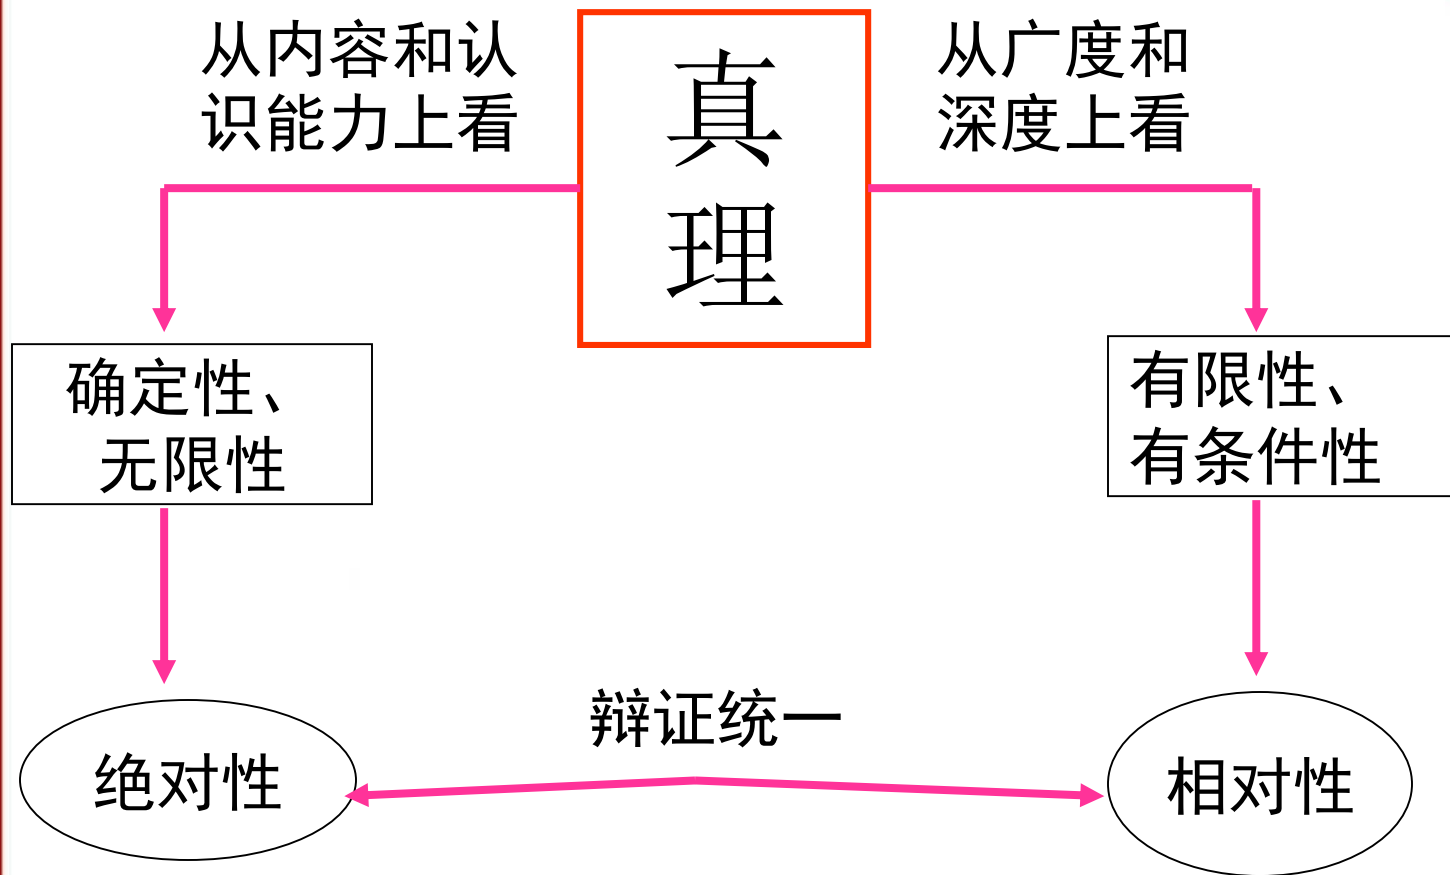 从内容和认
识能力上看
真
理
从广度和
深度上看
确定性、
无限性
有限性、
有条件性
辩证统一
绝对性
相对性